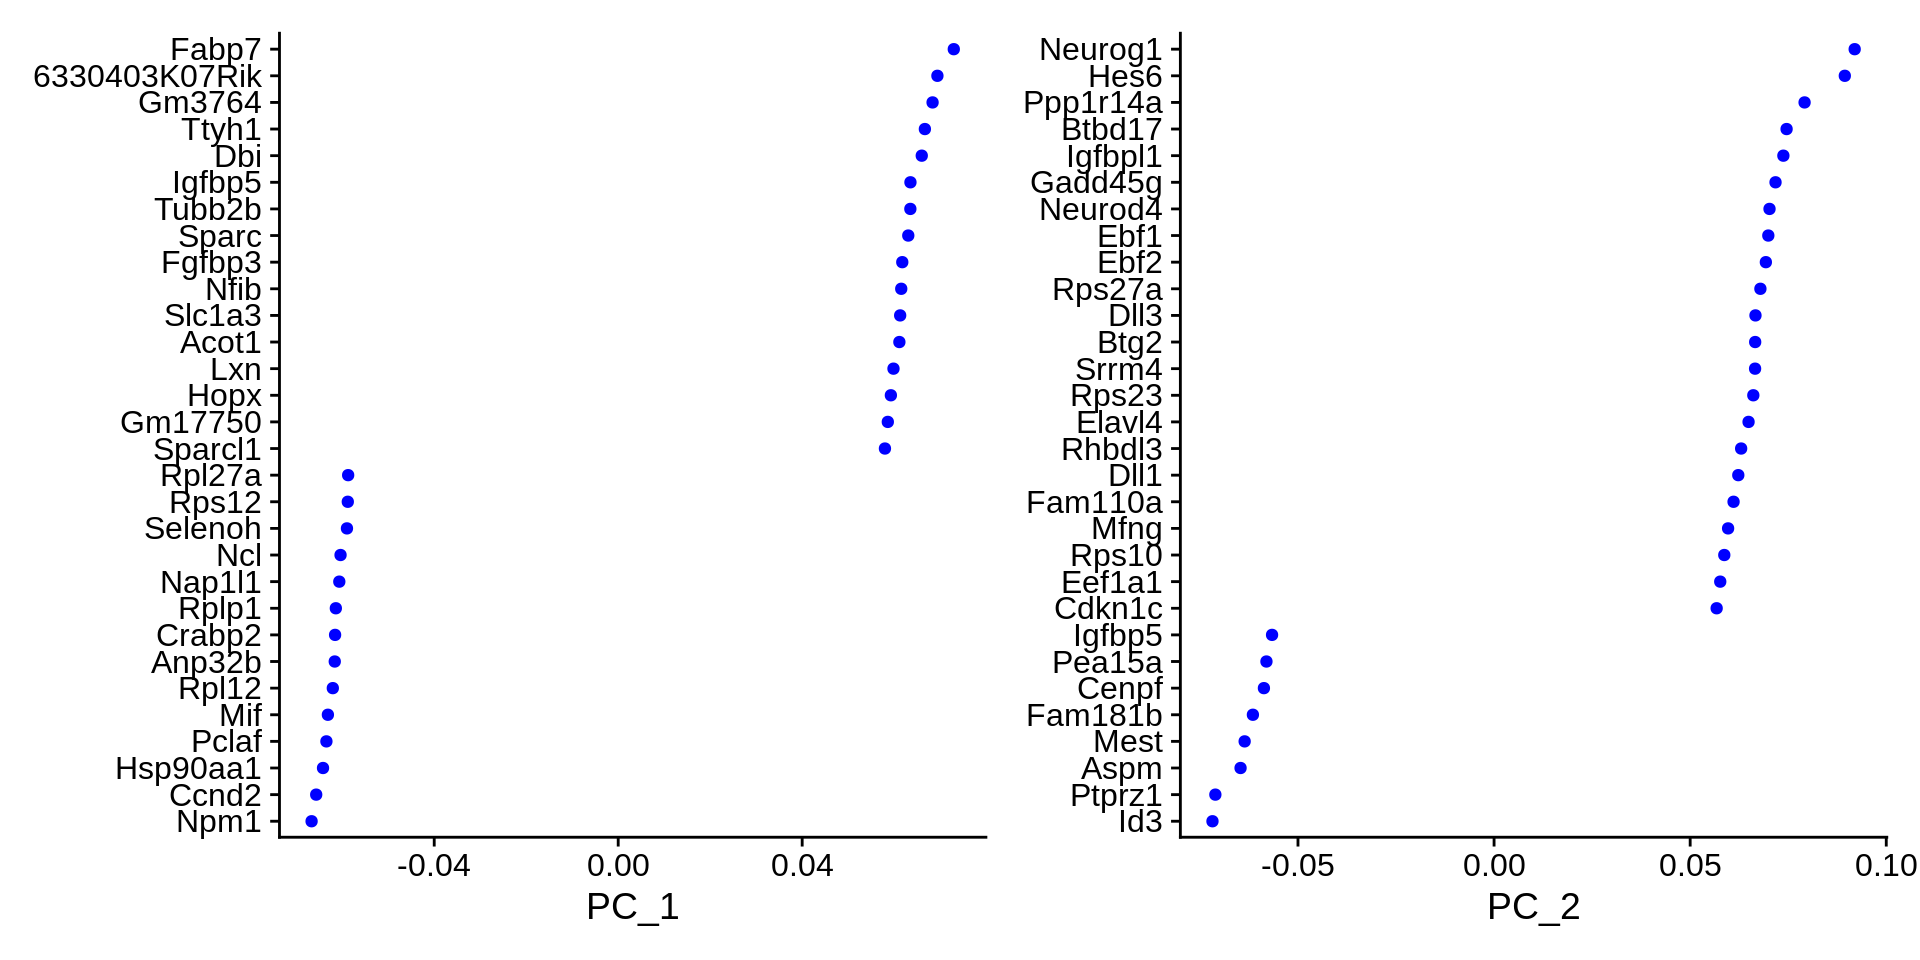 Fabp7
6330403K07Rik
Gm3764
Ttyh1
Dbi
Igfbp5
Tubb2b
Sparc
Fgfbp3
Nfib
Slc1a3
Acot1
Lxn
Hopx
Gm17750
Sparcl1
Rpl27a
Rps12
Selenoh
Ncl
Nap1l1
Rplp1
Crabp2
Anp32b
Rpl12
Mif
Pclaf
Hsp90aa1
Ccnd2
Npm1
-0.04 0.00 0.04
PC_1
Neurog1
Hes6
Ppp1r14a
Btbd17
Igfbpl1
Gadd45g
Neurod4
Ebf1
Ebf2
Rps27a
Dll3
Btg2
Srrm4
Rps23
Elavl4
Rhbdl3
Dll1
Fam110a
Mfng
Rps10
Eef1a1
Cdkn1c
Igfbp5
Pea15a
Cenpf
Fam181b
Mest
Aspm
Ptprz1
Id3
-0.05 0.00 0.05 0.10
PC_2